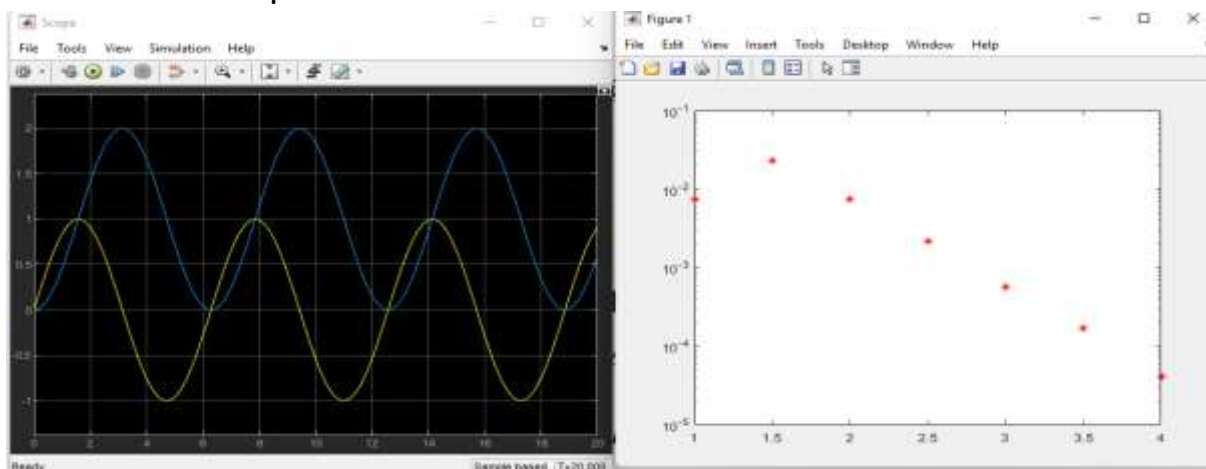 Scope
File Tools View Simulation Help
2
1.5
1
0.5
0
-0.5
-1
0 2 4 6 8 10 12 14 16 18 20
Ready
Sample based T=20.000
Figure 1
File Edit View Insert Tools Desktop Window Help
10^-1
10^-2
10^-3
10^-4
10^-5
1 1.5 2 2.5 3 3.5 4